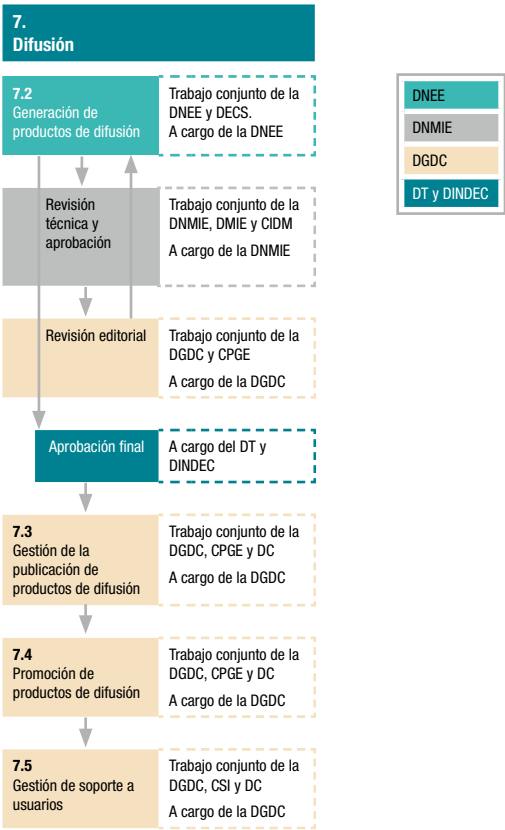 7.
Difusión
7.2
Generación de
productos de difusión
Trabajo conjunto de la
DNEE y DECS.
A cargo de la DNEE
Revisión
técnica y
aprobación
Trabajo conjunto de la
DNMIE, DMIE y CIDM
A cargo de la DNMIE
Revisión editorial
Trabajo conjunto de la
DGDC y CPGE
A cargo de la DGDC
Aprobación final
A cargo del DT y
DINDEC
7.3
Gestión de la
publicación de
productos de difusión
Trabajo conjunto de la
DGDC, CPGE y DC
A cargo de la DGDC
7.4
Promoción de
productos de difusión
Trabajo conjunto de la
DGDC, CPGE y DC
A cargo de la DGDC
7.5
Gestión de soporte a
usuarios
Trabajo conjunto de la
DGDC, CSI y DC
A cargo de la DGDC
DNEE
DNMIE
DGDC
DT y DINDEC